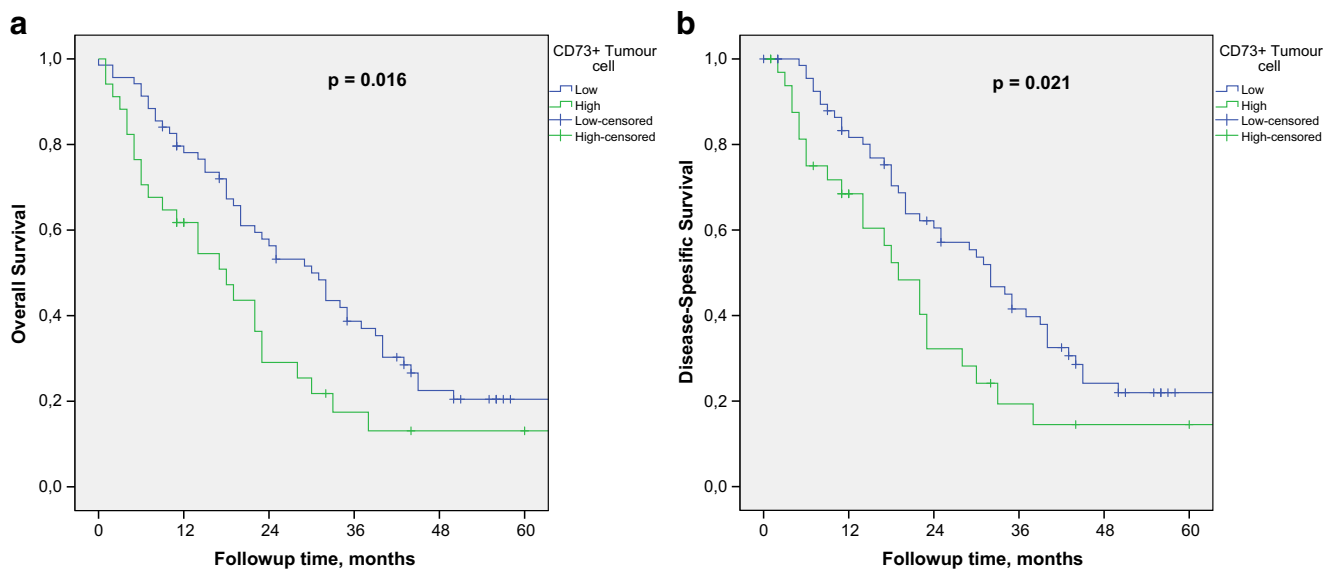 a
CD73+ Tumour
cell
Low
High
Low-censored
High-censored
p = 0.016
1,0
0,8
0,6
0,4
0,2
0,0
Overall Survival
0 12 24 36 48 60
Followup time, months
b
CD73+ Tumour
cell
Low
High
Low-censored
High-censored
p = 0.021
1,0
0,8
0,6
0,4
0,2
0,0
Disease-Spesific Survival
0 12 24 36 48 60
Followup time, months